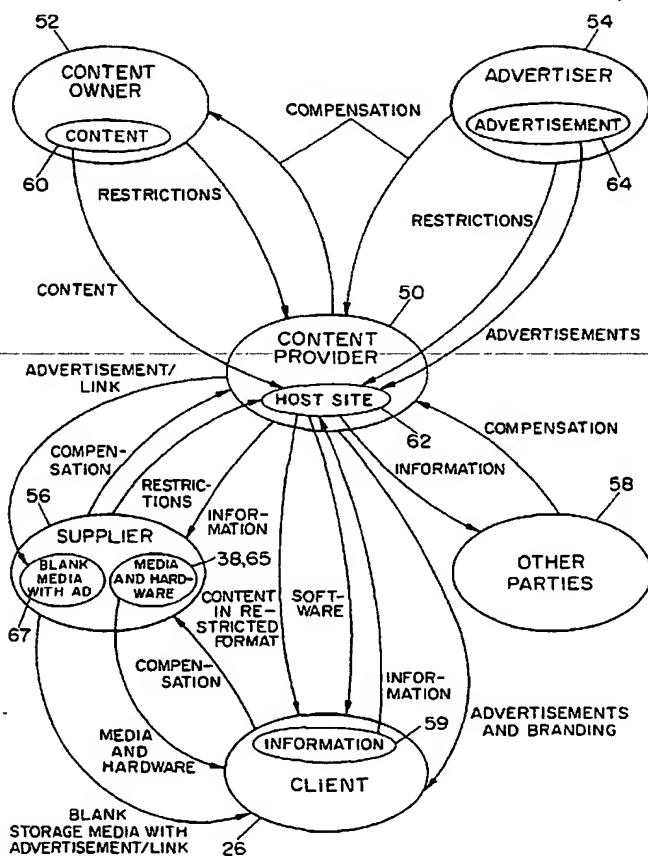 52
54
CONTENT
OWNER
CONTENT
60
ADVERTISER
ADVERTISEMENT
64
COMPENSATION
RESTRICTIONS
RESTRICTIONS
CONTENT
50
CONTENT
PROVIDER
HOST SITE
62
ADVERTISEMENTS
ADVERTISEMENT/
LINK
COMPEN-
SATION
RESTRIC-
TIONS
COMPENSATION
INFORMATION
56
SUPPLIER
BLANK
MEDIA
WITH AD
67
MEDIA
AND HARD-
WARE
38,65
INFOR-
MATION
58
OTHER
PARTIES
CONTENT
IN RE-
STRICTED
FORMAT
SOFT-
WARE
COMPEN-
SATION
INFOR-
MATION
ADVERTISEMENTS
AND BRANDING
MEDIA
AND
HARDWARE
INFORMATION
59
CLIENT
26
BLANK
STORAGE MEDIA WITH
ADVERTISEMENT/LINK